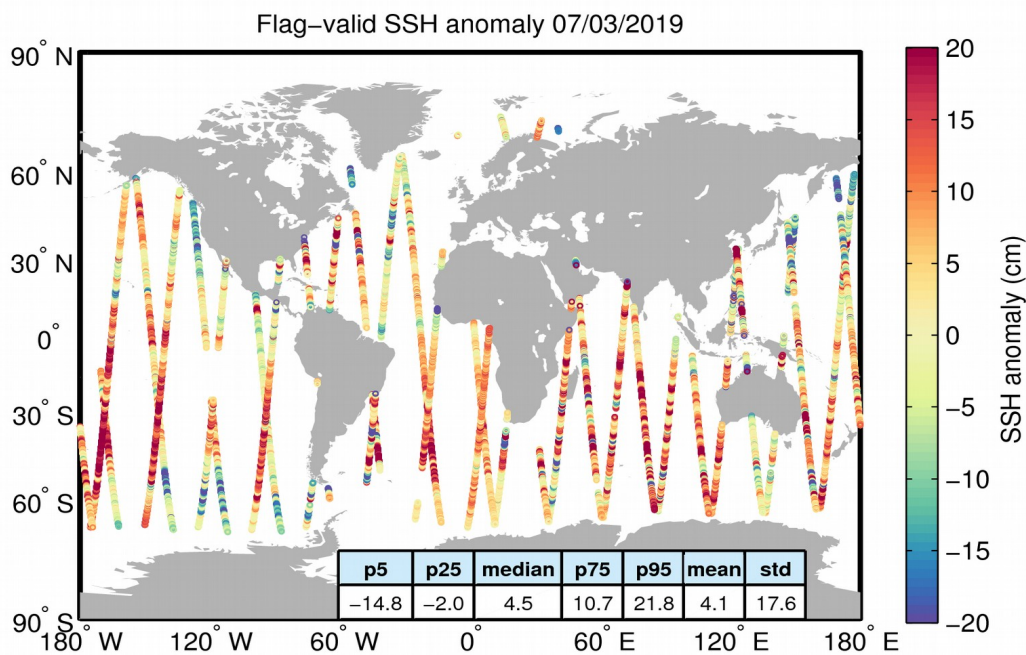 Flag−valid SSH anomaly 07/03/2019
90° N
60° N
30° N
0°
30° S
60° S
90° S
180° W
120° W
60° W
0°
60° E
120° E
180° E
p5 p25 median p75 p95 mean std
−14.8 −2.0 4.5 10.7 21.8 4.1 17.6
20
15
10
5
0
−5
−10
−15
−20
SSH anomaly (cm)